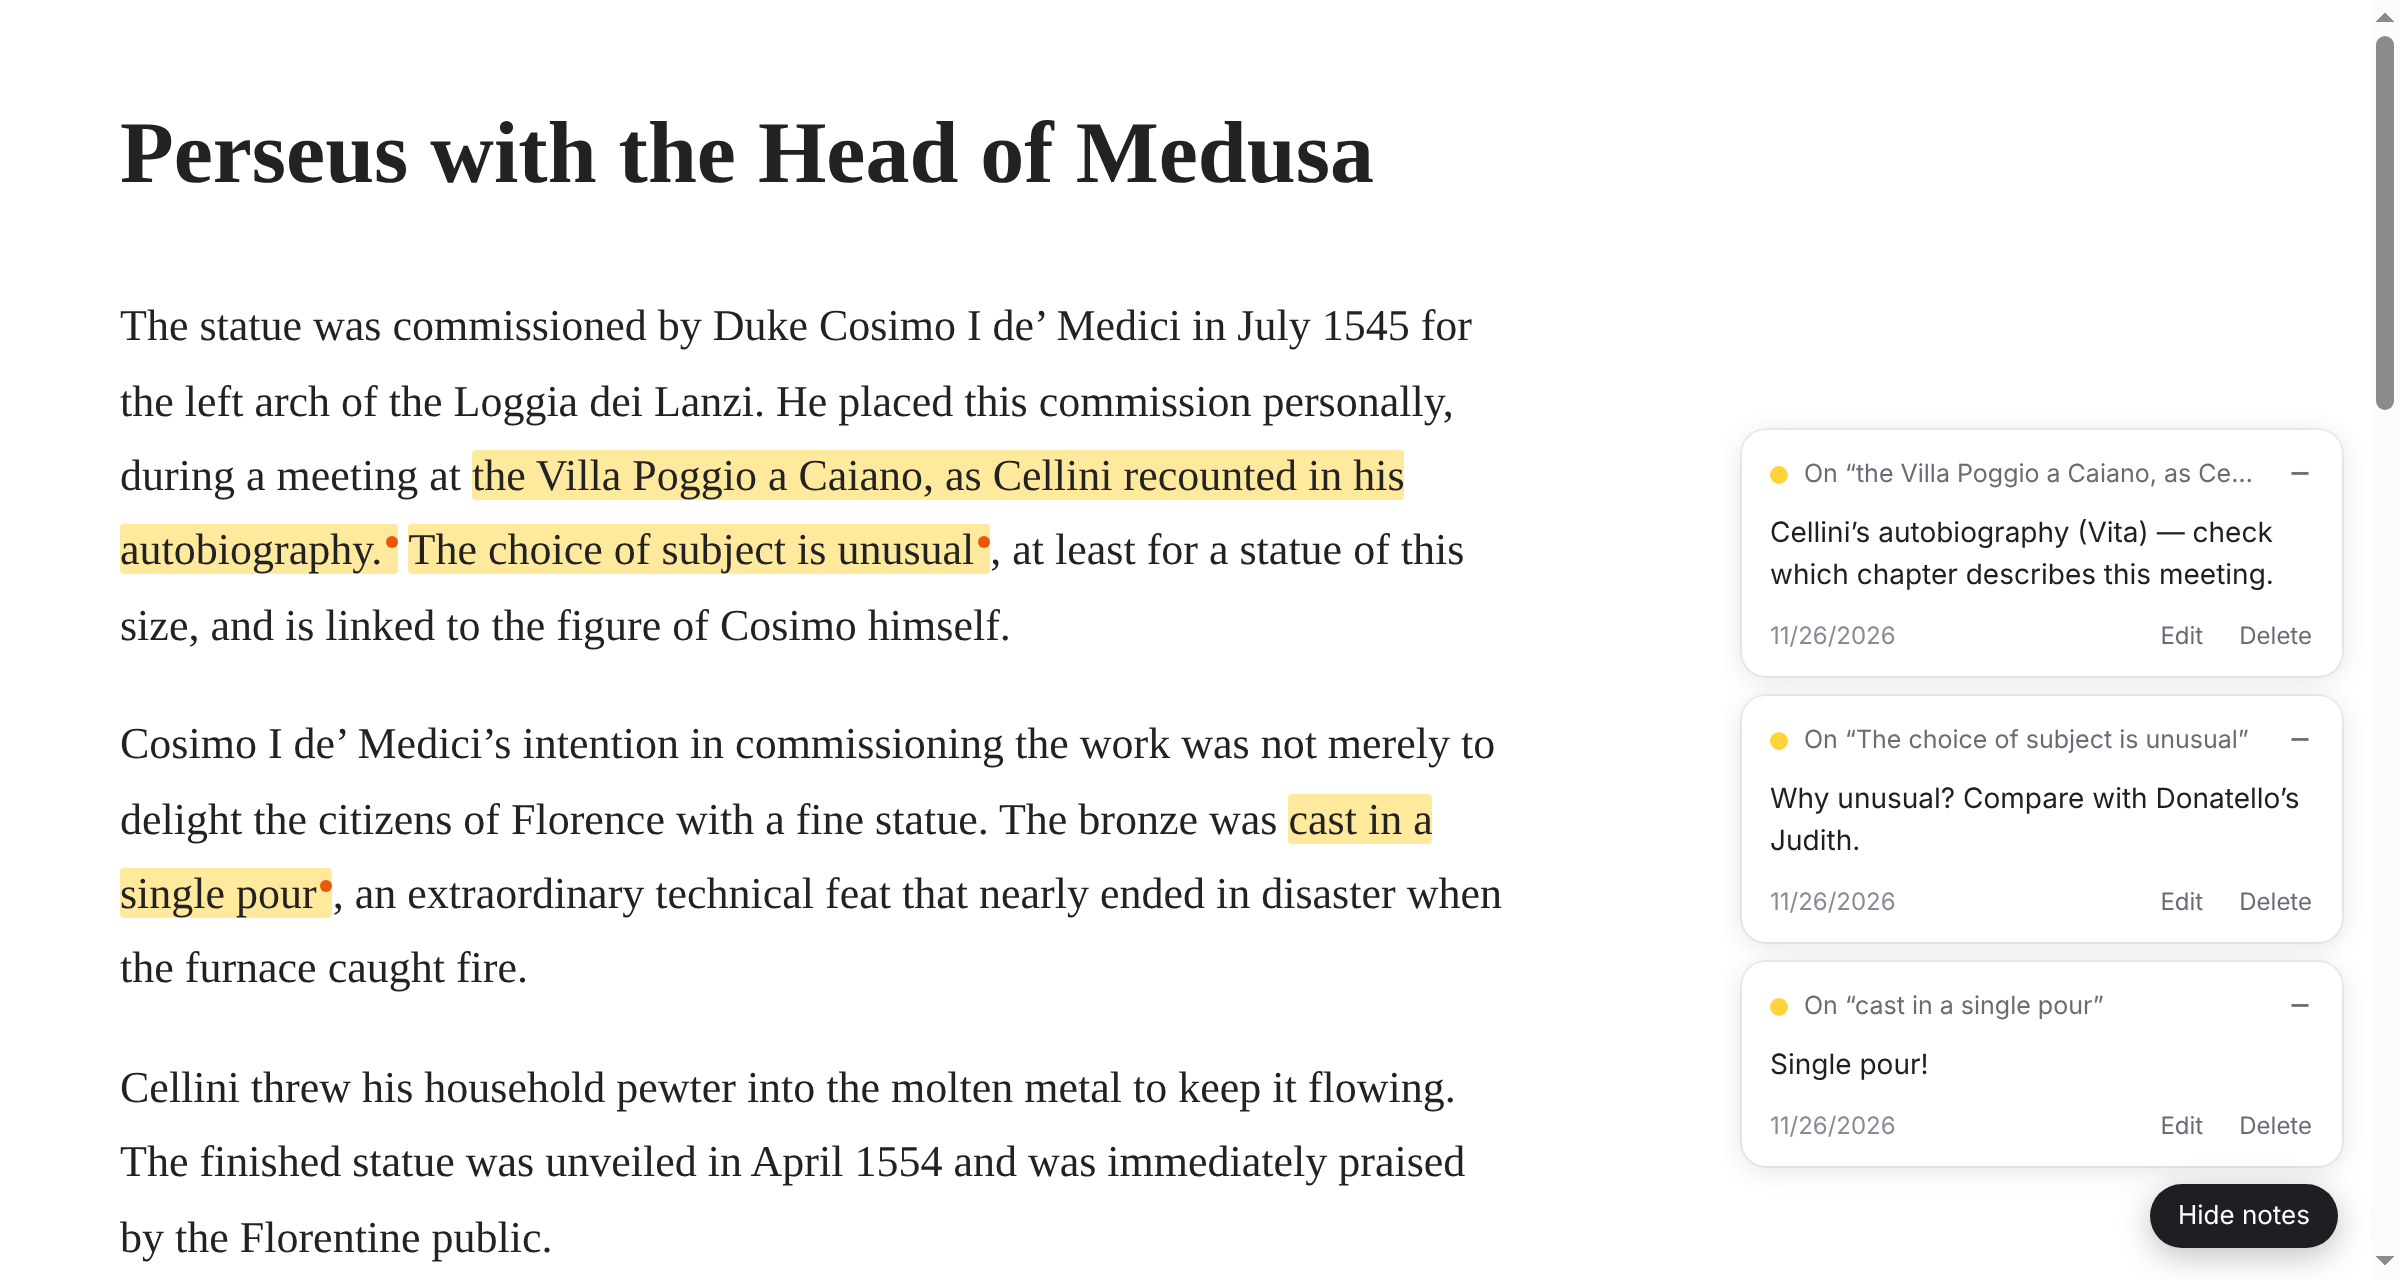 Perseus with the Head of Medusa
The statue was commissioned by Duke Cosimo I de’ Medici in July 1545 for
the left arch of the Loggia dei Lanzi. He placed this commission personally,
during a meeting at the Villa Poggio a Caiano, as Cellini recounted in his
autobiography. The choice of subject is unusual, at least for a statue of this
size, and is linked to the figure of Cosimo himself.
Cosimo I de’ Medici’s intention in commissioning the work was not merely to
delight the citizens of Florence with a fine statue. The bronze was cast in a
single pour, an extraordinary technical feat that nearly ended in disaster when
the furnace caught fire.
Cellini threw his household pewter into the molten metal to keep it flowing.
The finished statue was unveiled in April 1554 and was immediately praised
by the Florentine public.
On “the Villa Poggio a Caiano, as Ce…
Cellini’s autobiography (Vita) — check
which chapter describes this meeting.
11/26/2026 Edit Delete
On “The choice of subject is unusual”
Why unusual? Compare with Donatello’s
Judith.
11/26/2026 Edit Delete
On “cast in a single pour”
Single pour!
11/26/2026 Edit Delete
Hide notes